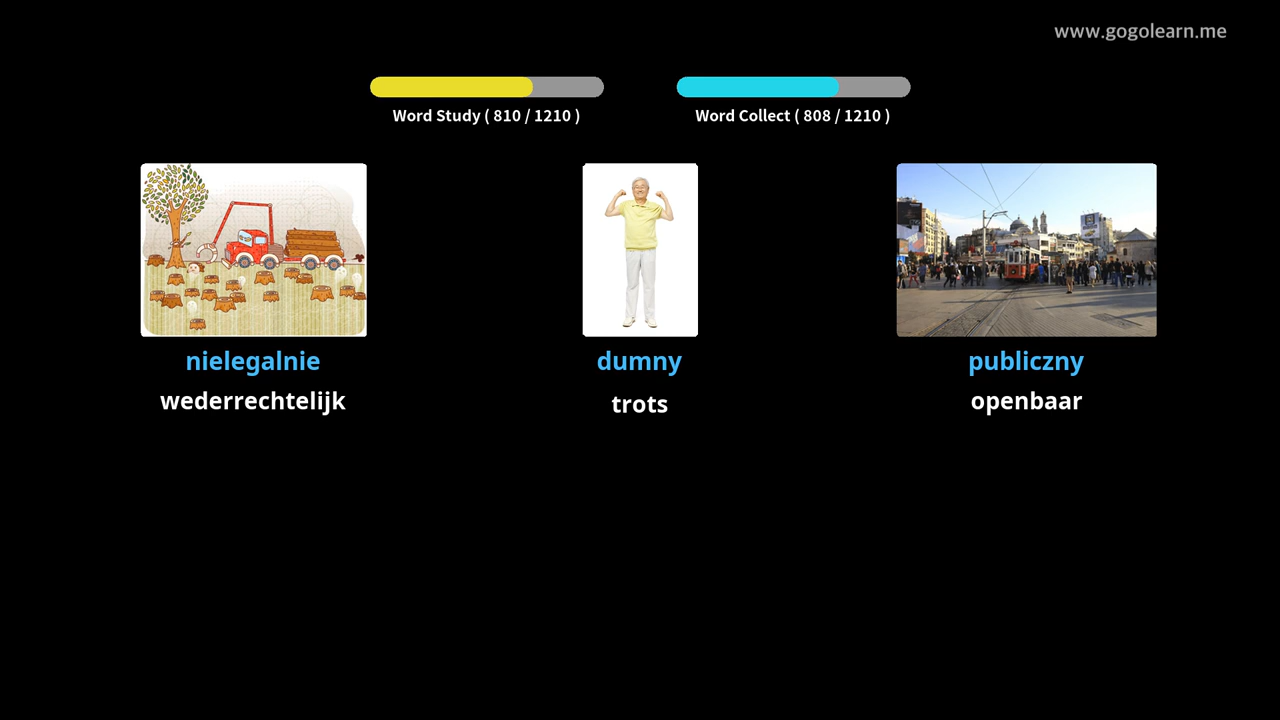 www.gogolearn.me
Word Study ( 810 / 1210 )
Word Collect ( 808 / 1210 )
nielegalnie
wederrechtelijk
dumny
trots
publiczny
openbaar